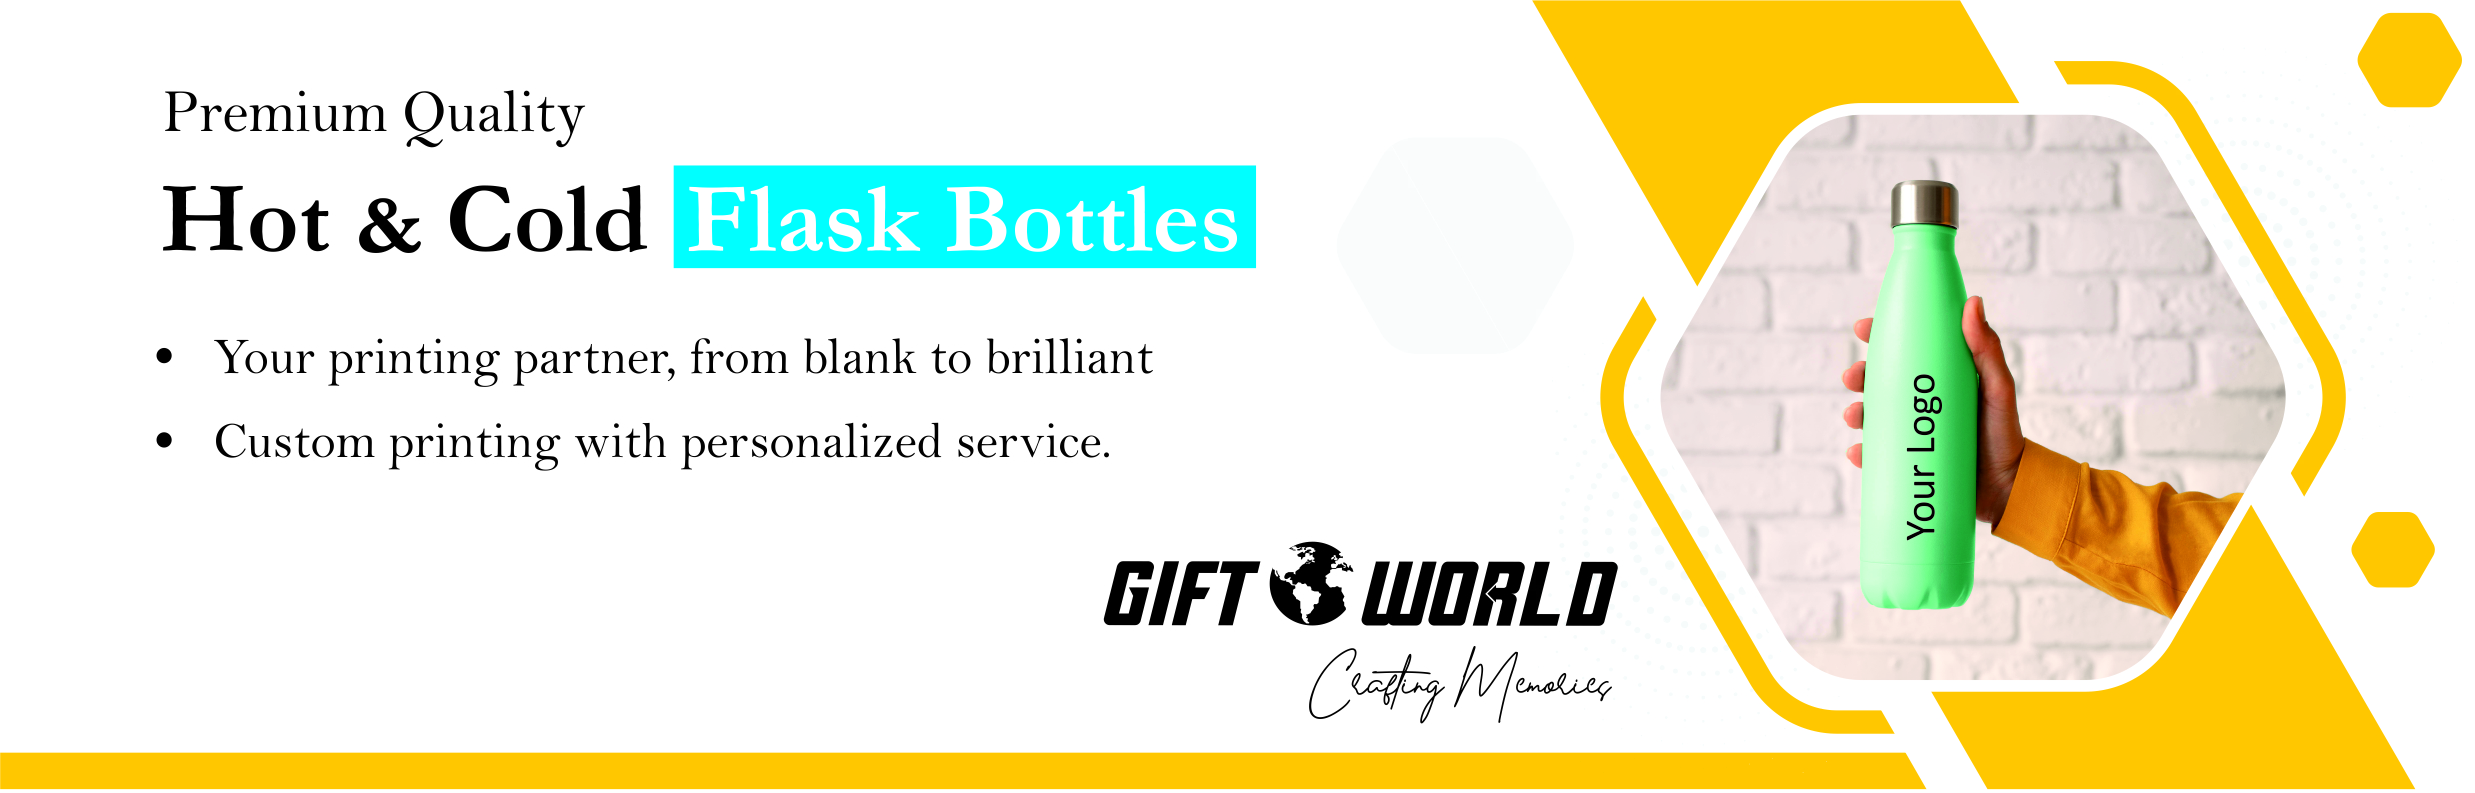 Premium Quality
Hot & Cold Flask Bottles
• Your printing partner, from blank to brilliant
• Custom printing with personalized service.
GIFT WORLD
Crafting Memories
Your Logo